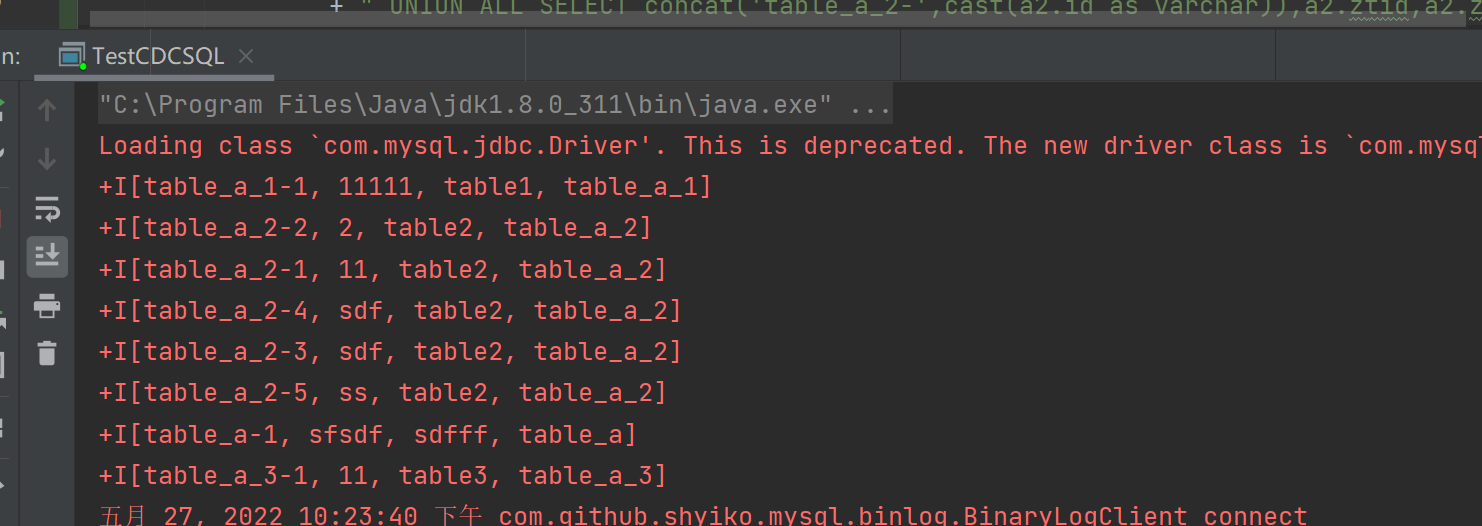 + " UNION ALL SELECT concat('table_a_2-',cast(a2.id as varchar)),a2.ztid,a2.z
n: TestCDCSQL
"C:\Program Files\Java\jdk1.8.0_311\bin\java.exe" ...
Loading class `com.mysql.jdbc.Driver'. This is deprecated. The new driver class is `com.mysql
+I[table_a_1-1, 11111, table1, table_a_1]
+I[table_a_2-2, 2, table2, table_a_2]
+I[table_a_2-1, 11, table2, table_a_2]
+I[table_a_2-4, sdf, table2, table_a_2]
+I[table_a_2-3, sdf, table2, table_a_2]
+I[table_a_2-5, ss, table2, table_a_2]
+I[table_a-1, sfsdf, sdfff, table_a]
+I[table_a_3-1, 11, table3, table_a_3]
五月 27, 2022 10:23:40 下午 com.github.shyiko.mysql.binlog.BinaryLogClient connect